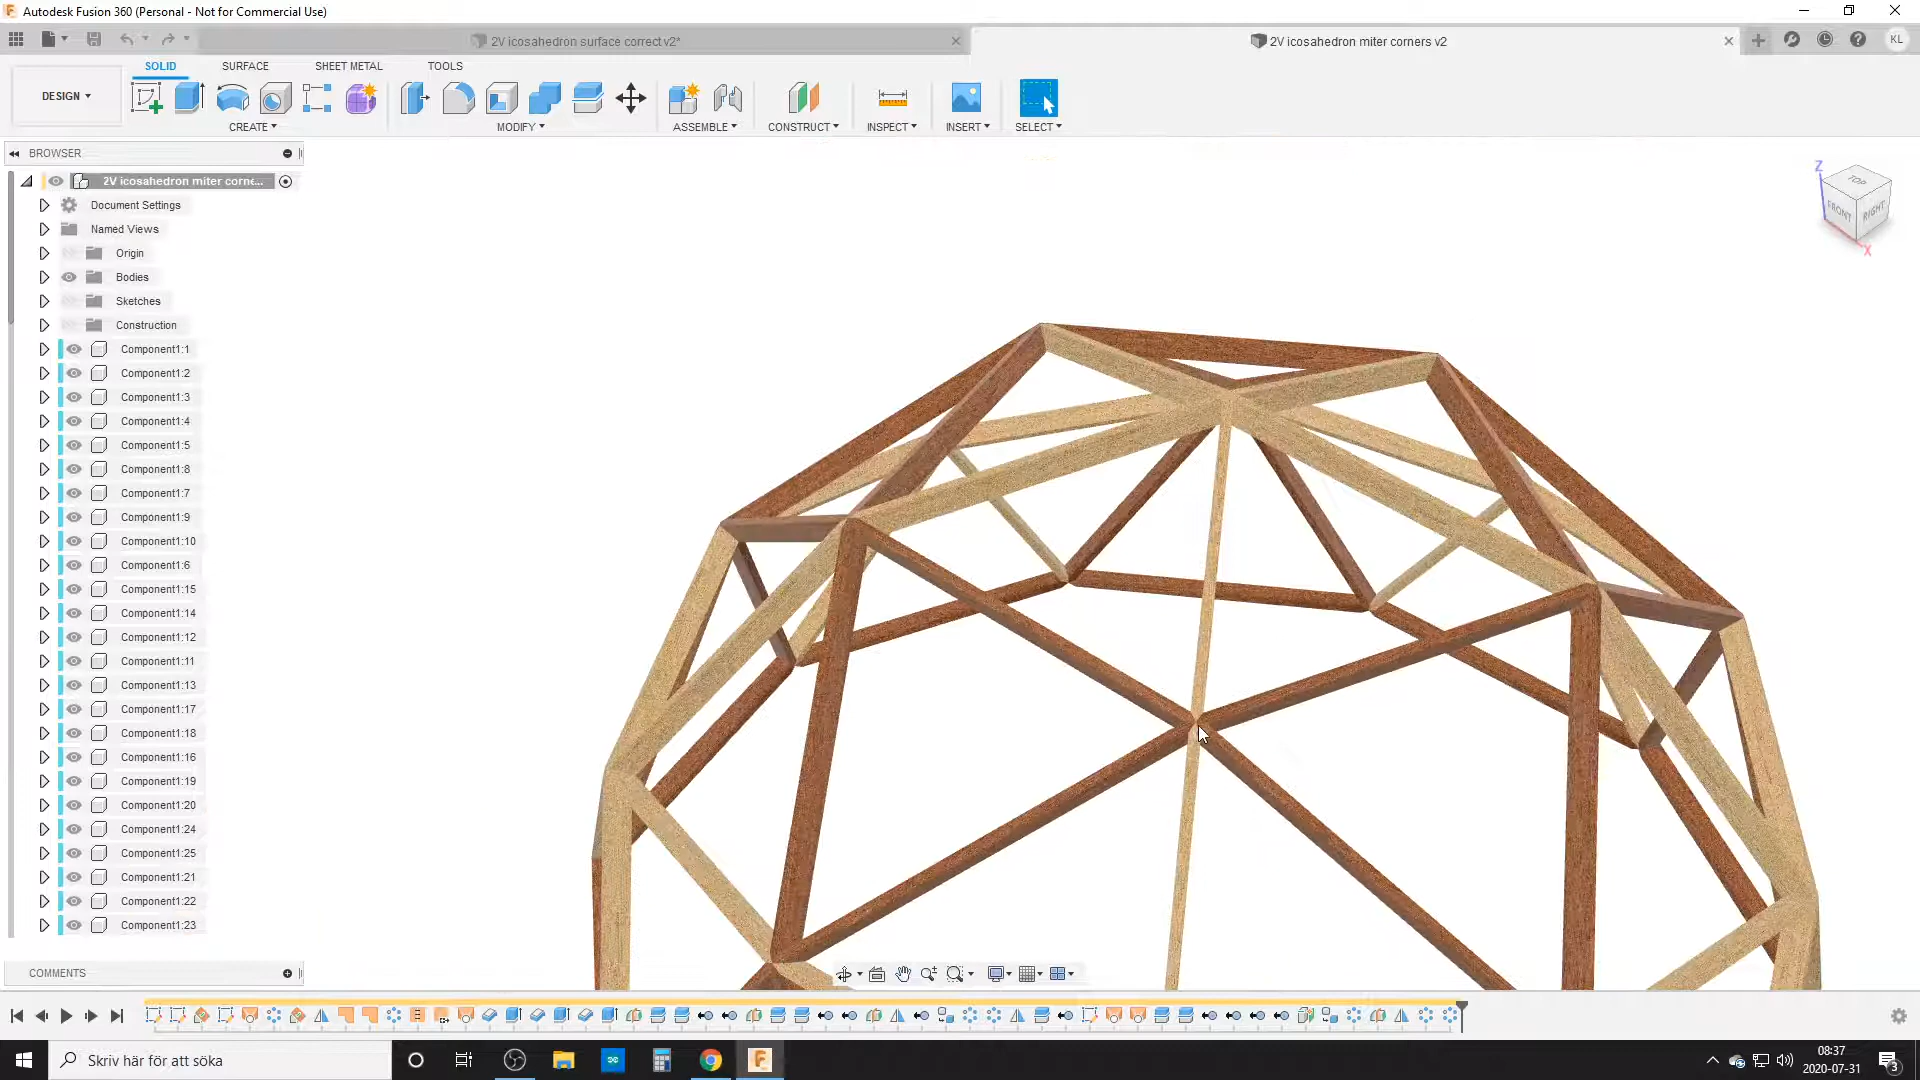 Autodesk Fusion 360 (Personal - Not for Commercial Use)
2V icosahedron surface correct v2*
2V icosahedron miter corners v2
KL
SOLID SURFACE SHEET METAL TOOLS
DESIGN
CREATE MODIFY ASSEMBLE CONSTRUCT INSPECT INSERT SELECT
BROWSER
2V icosahedron miter corne...
Document Settings
Named Views
Origin
Bodies
Sketches
Construction
Component1:1
Component1:2
Component1:3
Component1:4
Component1:5
Component1:8
Component1:7
Component1:9
Component1:10
Component1:6
Component1:15
Component1:14
Component1:12
Component1:11
Component1:13
Component1:17
Component1:18
Component1:16
Component1:19
Component1:20
Component1:24
Component1:25
Component1:21
Component1:22
Component1:23
Z
TOP
FRONT
RIGHT
X
COMMENTS
Skriv här för att söka
08:37
2020-07-31
3